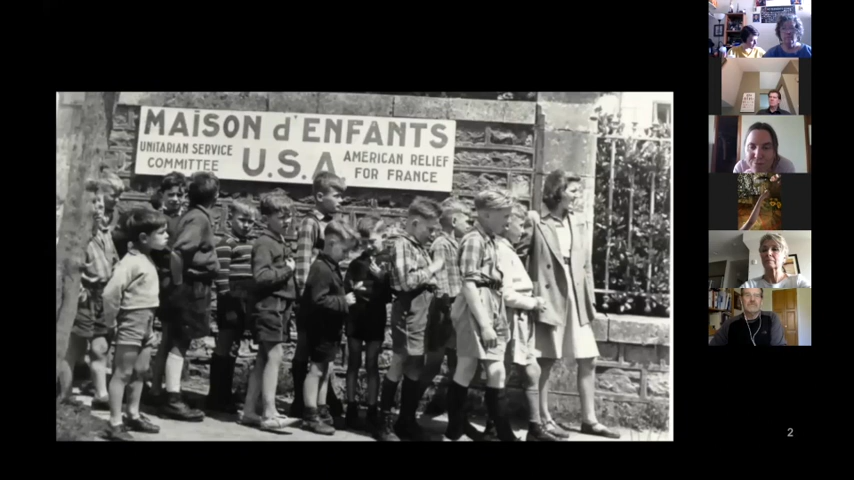 MAISON d'ENFANTS
UNITARIAN SERVICE
COMMITTEE
U.S.A.
AMERICAN RELIEF
FOR FRANCE
2